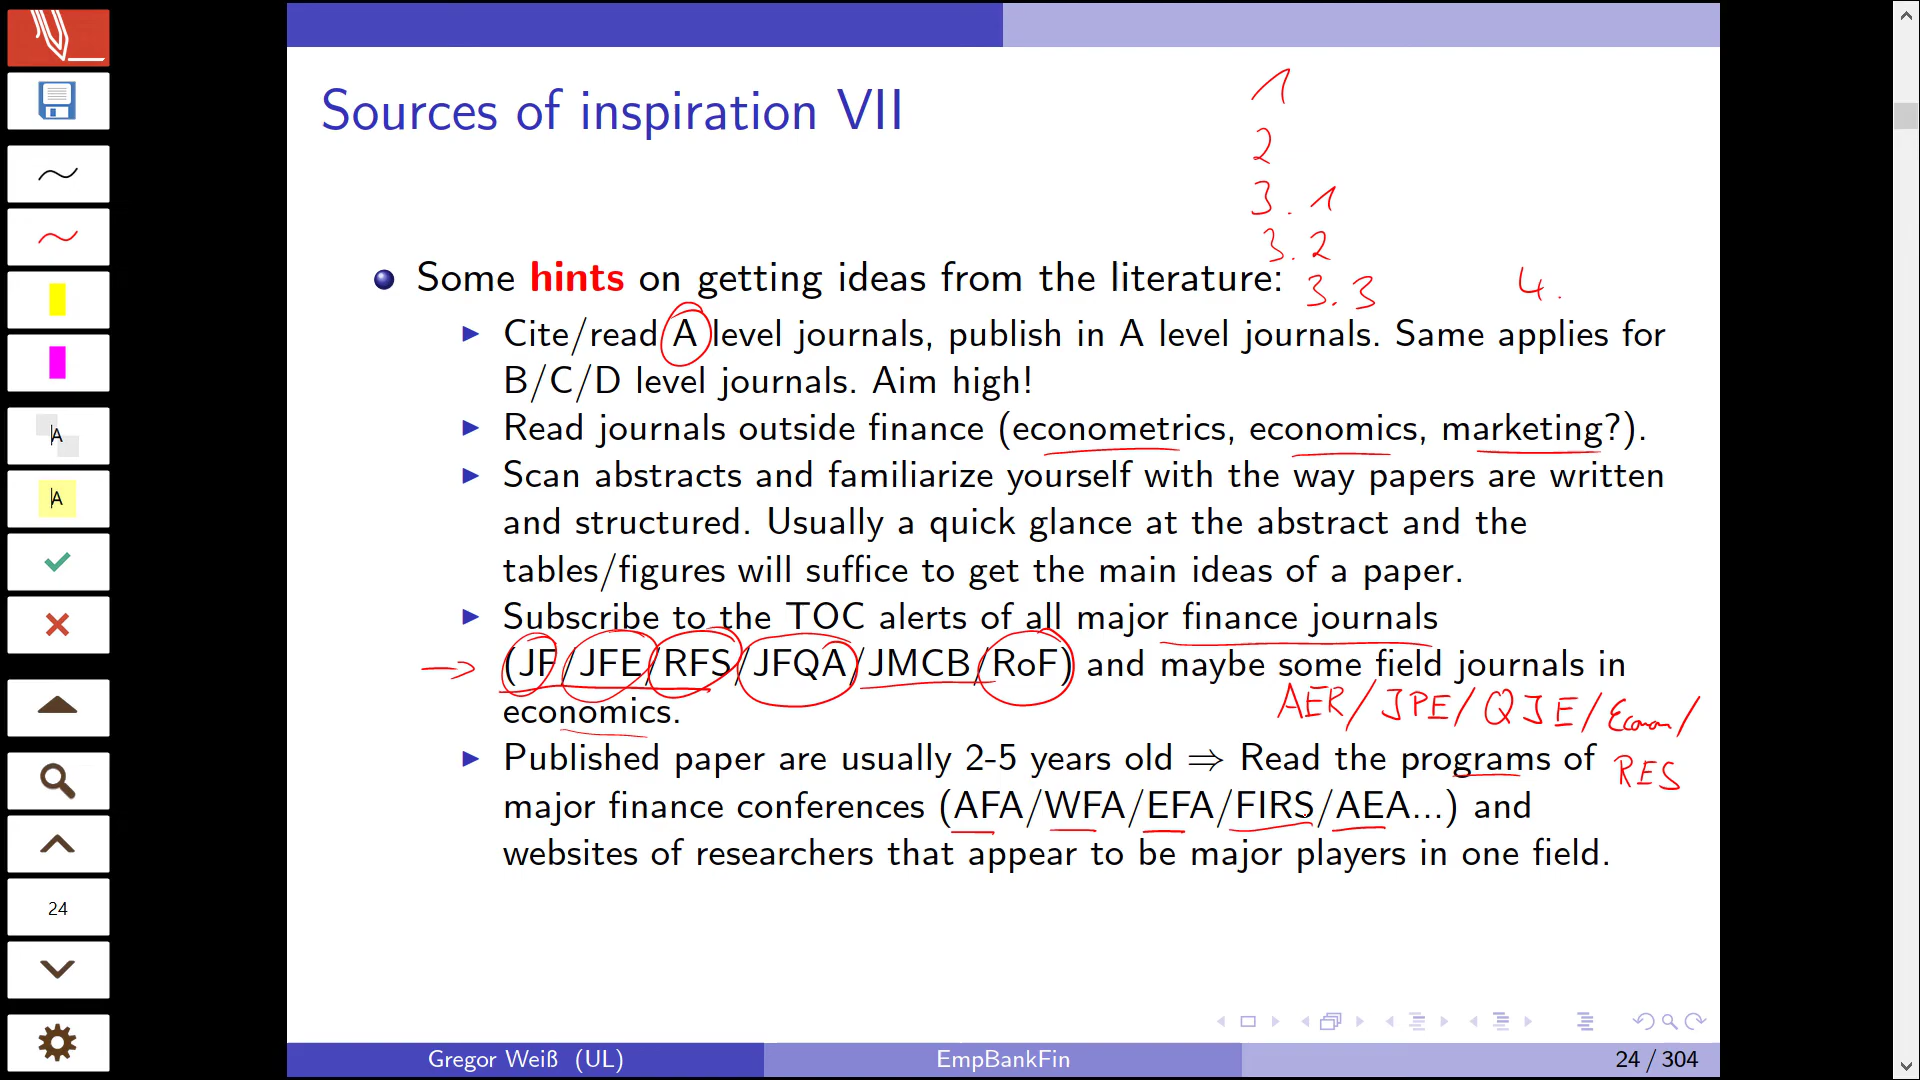 Sources of inspiration VII
1
2
3. 1
3. 2
3. 3
4.
Some hints on getting ideas from the literature:
Cite/read A level journals, publish in A level journals. Same applies for
B/C/D level journals. Aim high!
Read journals outside finance (econometrics, economics, marketing?).
Scan abstracts and familiarize yourself with the way papers are written
and structured. Usually a quick glance at the abstract and the
tables/figures will suffice to get the main ideas of a paper.
Subscribe to the TOC alerts of all major finance journals
→ (JF/JFE/RFS/JFQA/JMCB/RoF) and maybe some field journals in
economics.
AER/JPE/QJE/Econom/
RES
Published paper are usually 2-5 years old ⇒ Read the programs of
major finance conferences (AFA/WFA/EFA/FIRS/AEA...) and
websites of researchers that appear to be major players in one field.
A
A
24
Gregor Weiß (UL)
EmpBankFin
24 / 304